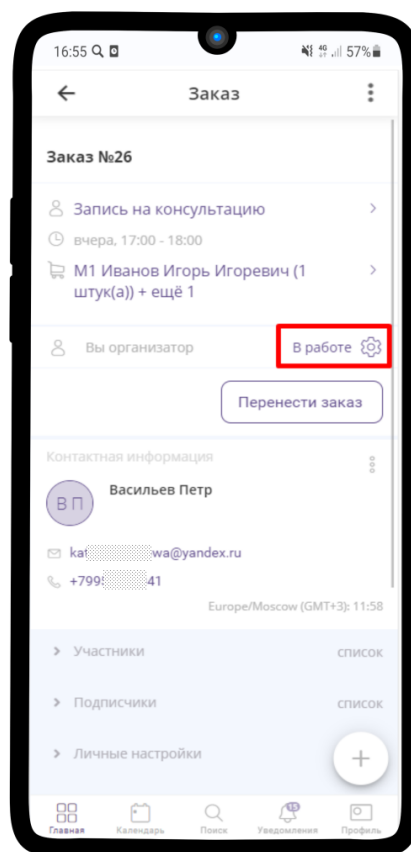 16:55
4G 57%
Заказ
Заказ №26
Запись на консультацию
вчера, 17:00 - 18:00
М1 Иванов Игорь Игоревич (1
штук(а)) + ещё 1
Вы организатор
В работе
Перенести заказ
Контактная информация
ВП
Васильев Петр
wa@yandex.ru
41
Europe/Moscow (GMT+3): 11:58
Участники
список
Подписчики
список
Личные настройки
+
15
Главная
Календарь
Поиск
Уведомления
Профиль